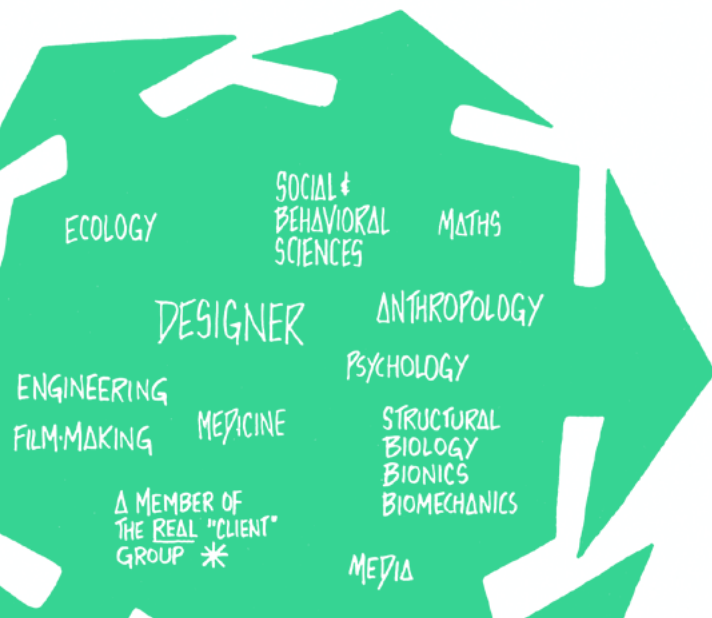 SOCIAL &
BEHAVIORAL
SCIENCES
ECOLOGY
MATHS
DESIGNER
ANTHROPOLOGY
PSYCHOLOGY
ENGINEERING
FILM-MAKING
MEDICINE
STRUCTURAL
BIOLOGY
BIONICS
BIOMECHANICS
A MEMBER OF
THE REAL "CLIENT"
GROUP *
MEDIA